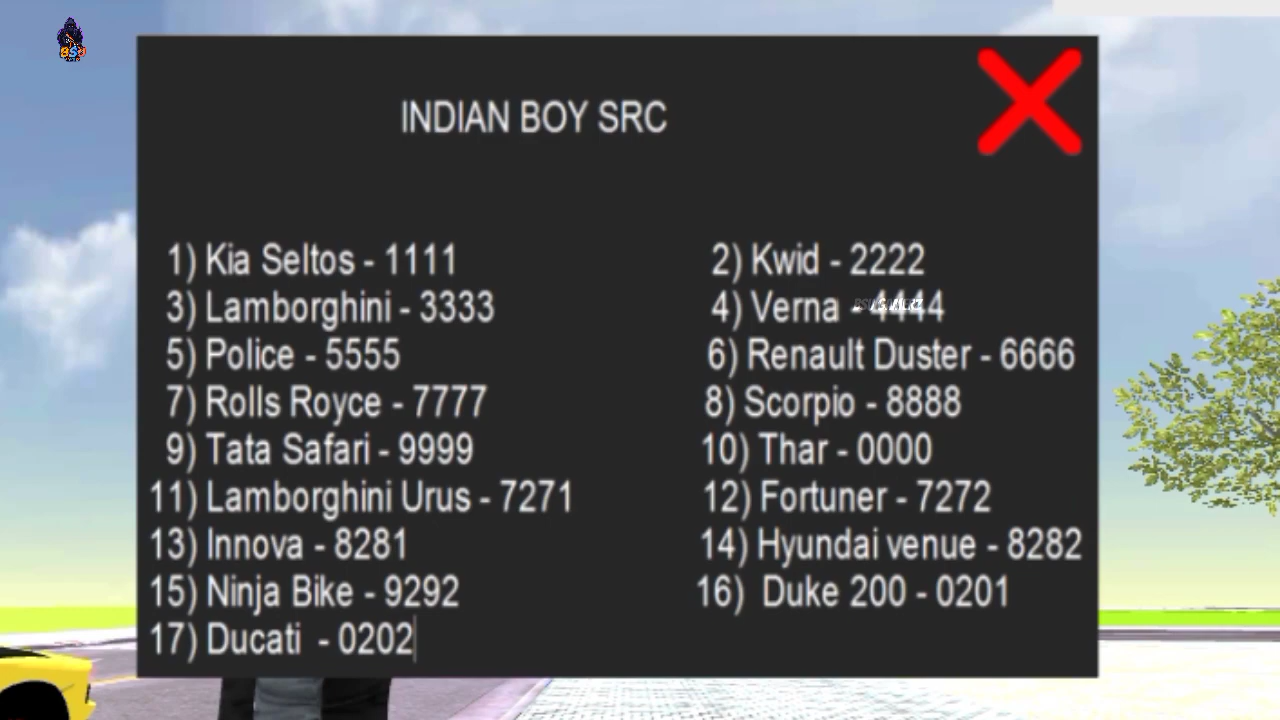 INDIAN BOY SRC
1) Kia Seltos - 1111
2) Kwid - 2222
3) Lamborghini - 3333
4) Verna - 4444
BSU GAMERZ
5) Police - 5555
6) Renault Duster - 6666
7) Rolls Royce - 7777
8) Scorpio - 8888
9) Tata Safari - 9999
10) Thar - 0000
11) Lamborghini Urus - 7271
12) Fortuner - 7272
13) Innova - 8281
14) Hyundai venue - 8282
15) Ninja Bike - 9292
16) Duke 200 - 0201
17) Ducati - 0202